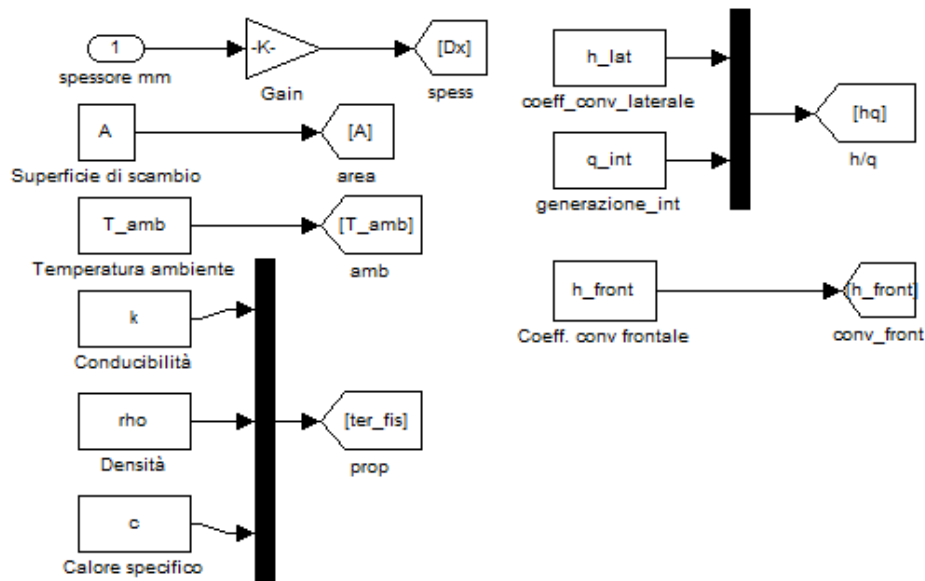 1
spessore mm
-K-
Gain
[Dx]
spess
A
Superficie di scambio
[A]
area
T_amb
Temperatura ambiente
[T_amb]
amb
k
Conducibilità
rho
Densità
c
Calore specifico
[ter_fis]
prop
h_lat
coeff_conv_laterale
q_int
generazione_int
[hq]
h/q
h_front
Coeff. conv frontale
[h_front]
conv_front